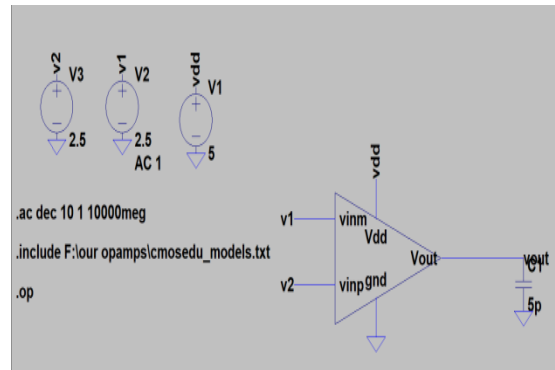 v2
V3
2.5
v1
V2
2.5
AC 1
vdd
V1
5
.ac dec 10 1 10000meg
.include F:\our opamps\cmosedu_models.txt
.op
vdd
v1
vinm
Vdd
Vout
vout
v2
vinp
gnd
C1
5p